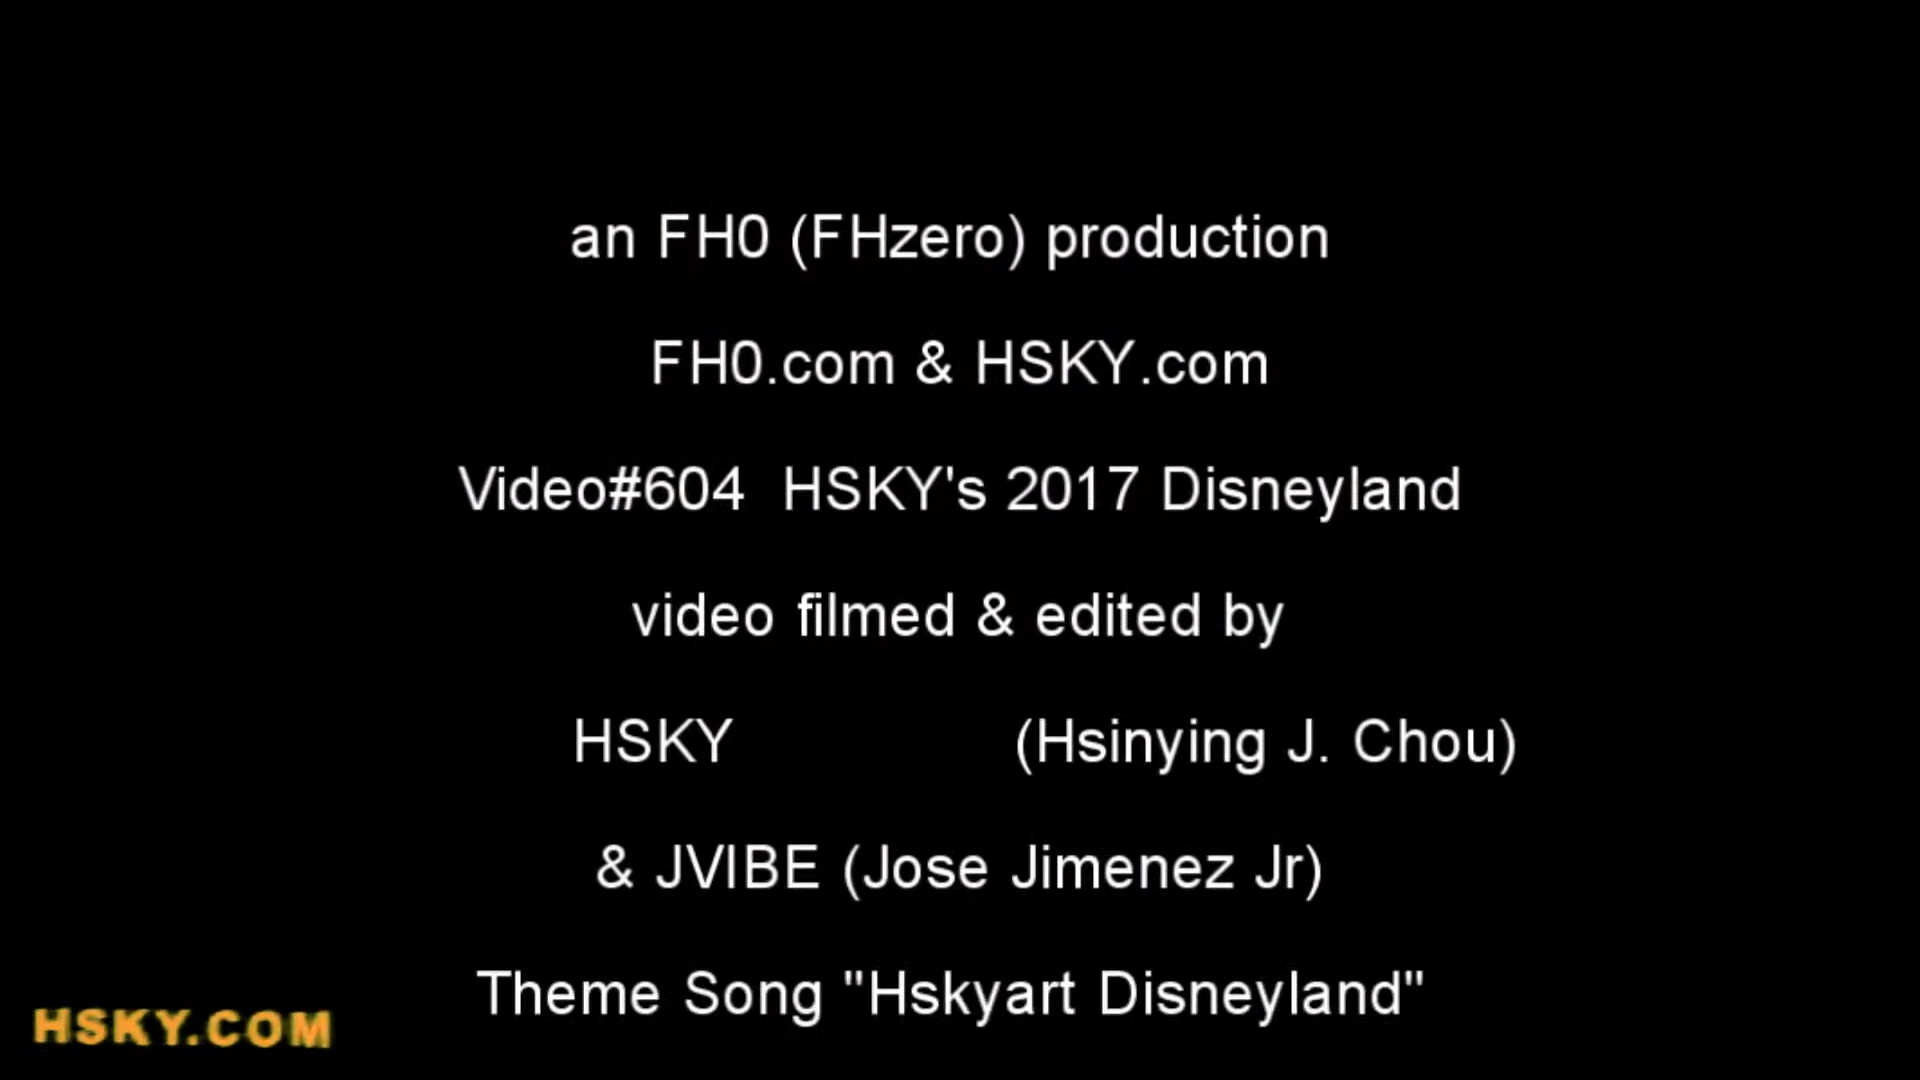 an FH0 (FHzero) production
FH0.com & HSKY.com
Video#604  HSKY's 2017 Disneyland
video filmed & edited by
HSKY (Hsinying J. Chou)
& JVIBE (Jose Jimenez Jr)
Theme Song "Hskyart Disneyland"
HSKY.COM